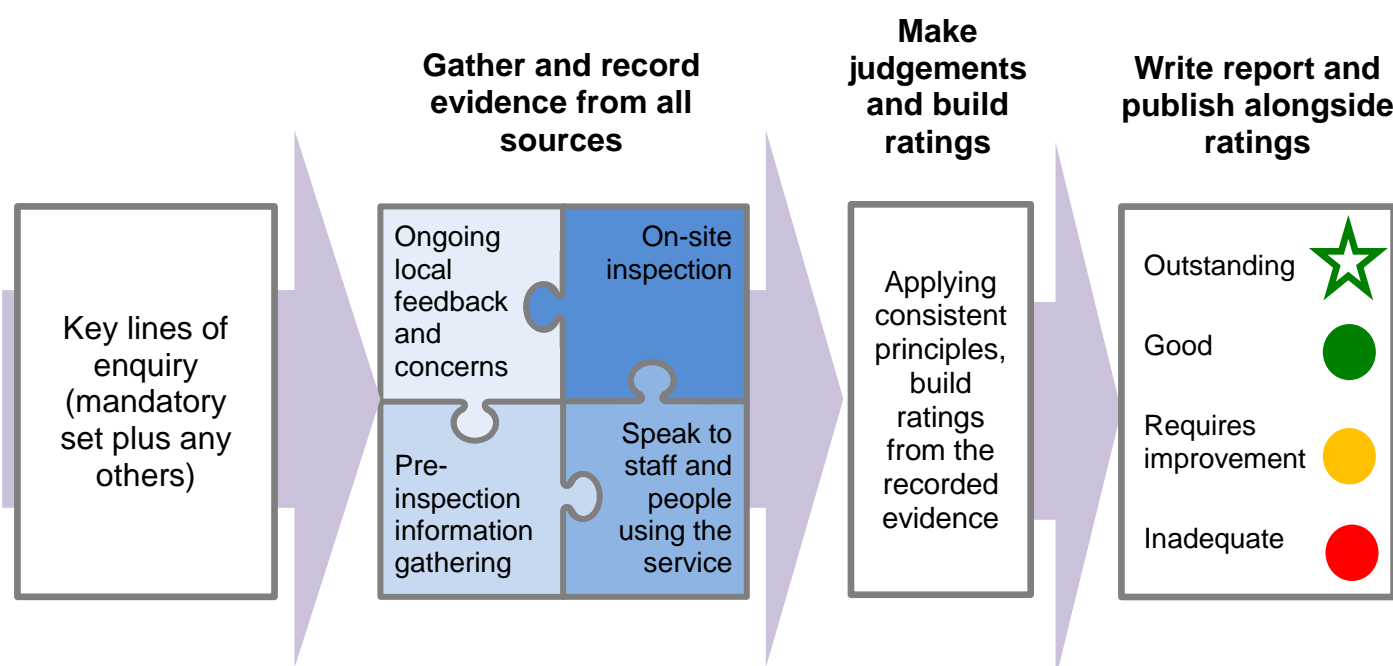 Gather and record
evidence from all
sources
Make
judgements
and build
ratings
Write report and
publish alongside
ratings
Key lines of
enquiry
(mandatory
set plus any
others)
Ongoing
local
feedback
and
concerns
On-site
inspection
Pre-
inspection
information
gathering
Speak to
staff and
people
using the
service
Applying
consistent
principles,
build
ratings
from the
recorded
evidence
Outstanding
Good
Requires
improvement
Inadequate